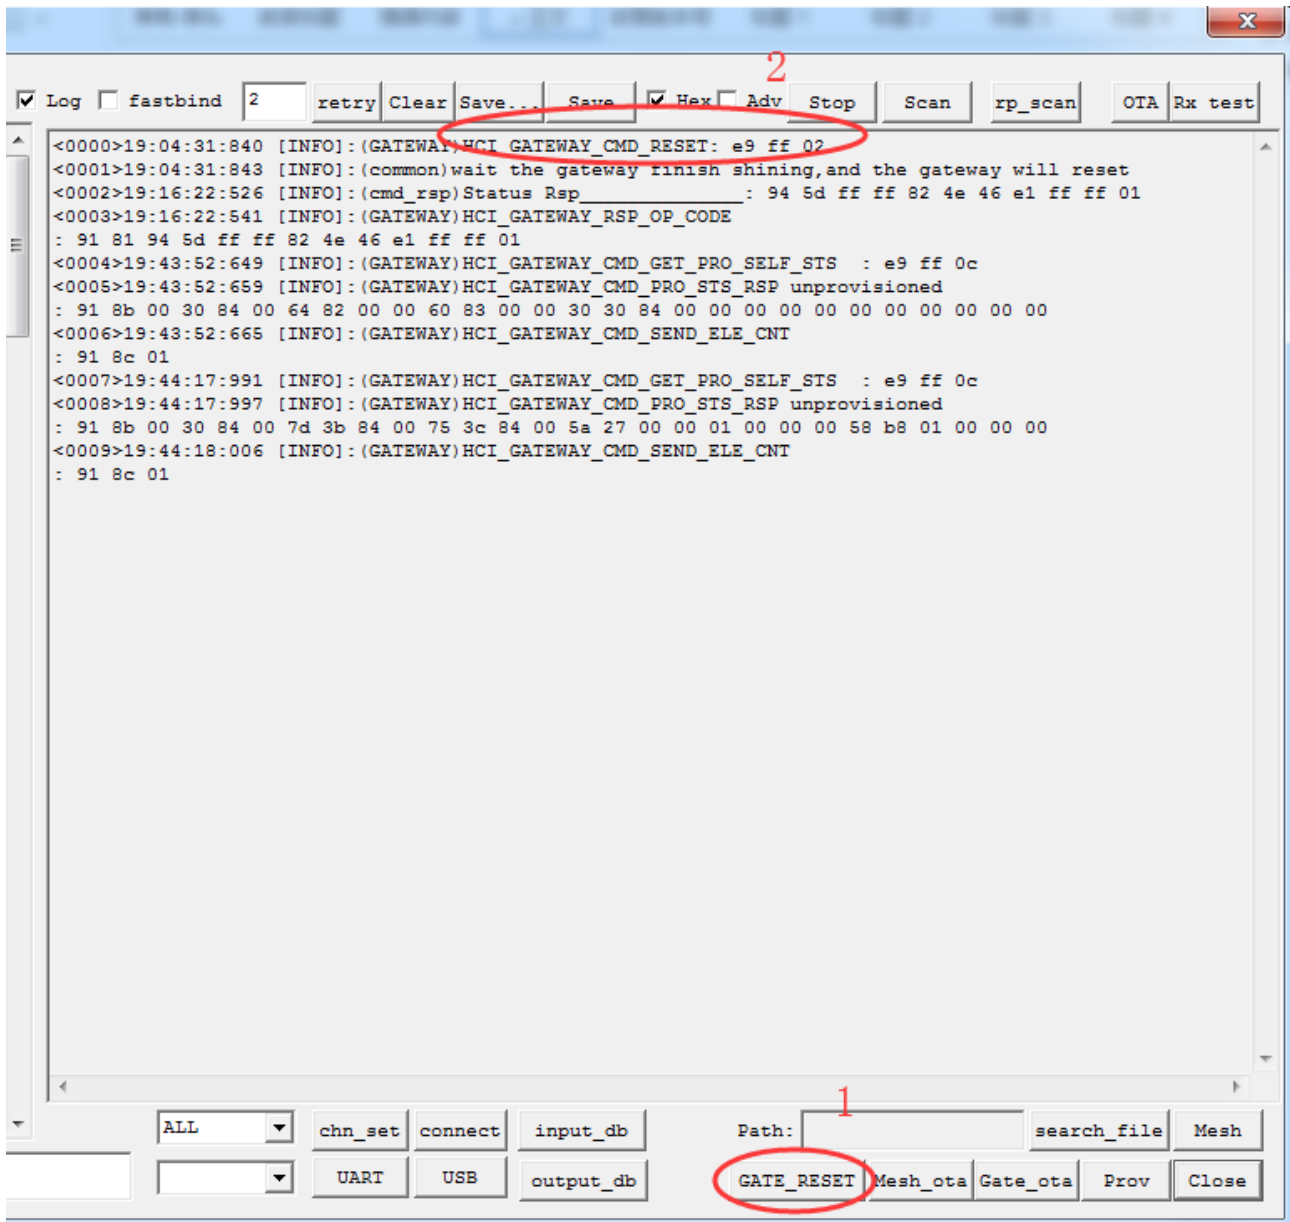 2
Log fastbind 2 retry Clear Save... Save Hex Adv Stop Scan rp_scan OTA Rx test
<0000>19:04:31:840 [INFO]:(GATEWAY)HCI_GATEWAY_CMD_RESET: e9 ff 02
<0001>19:04:31:843 [INFO]:(common)wait the gateway finish shining,and the gateway will reset
<0002>19:16:22:526 [INFO]:(cmd_rsp)Status Rsp______________: 94 5d ff ff 82 4e 46 e1 ff ff 01
<0003>19:16:22:541 [INFO]:(GATEWAY)HCI_GATEWAY_RSP_OP_CODE
: 91 81 94 5d ff ff 82 4e 46 e1 ff ff 01
<0004>19:43:52:649 [INFO]:(GATEWAY)HCI_GATEWAY_CMD_GET_PRO_SELF_STS  : e9 ff 0c
<0005>19:43:52:659 [INFO]:(GATEWAY)HCI_GATEWAY_CMD_PRO_STS_RSP unprovisioned
: 91 8b 00 30 84 00 64 82 00 00 60 83 00 00 30 30 84 00 00 00 00 00 00 00 00 00 00
<0006>19:43:52:665 [INFO]:(GATEWAY)HCI_GATEWAY_CMD_SEND_ELE_CNT
: 91 8c 01
<0007>19:44:17:991 [INFO]:(GATEWAY)HCI_GATEWAY_CMD_GET_PRO_SELF_STS  : e9 ff 0c
<0008>19:44:17:997 [INFO]:(GATEWAY)HCI_GATEWAY_CMD_PRO_STS_RSP unprovisioned
: 91 8b 00 30 84 00 7d 3b 84 00 75 3c 84 00 5a 27 00 00 01 00 00 00 58 b8 01 00 00 00
<0009>19:44:18:006 [INFO]:(GATEWAY)HCI_GATEWAY_CMD_SEND_ELE_CNT
: 91 8c 01
1
ALL chn_set connect input_db Path: search_file Mesh
UART USB output_db GATE_RESET Mesh_ota Gate_ota Prov Close